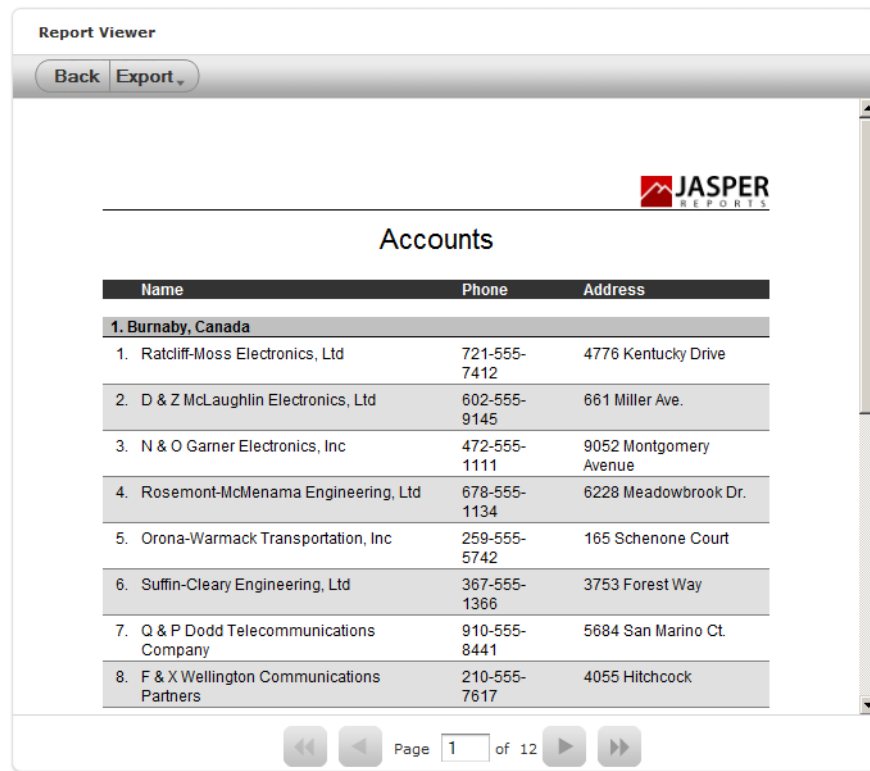 Report Viewer
Back Export
JASPER
REPORTS
Accounts
Name Phone Address
1. Burnaby, Canada
1. Ratcliff-Moss Electronics, Ltd 721-555- 4776 Kentucky Drive
7412
2. D & Z McLaughlin Electronics, Ltd 602-555- 661 Miller Ave.
9145
3. N & O Garner Electronics, Inc 472-555- 9052 Montgomery
1111 Avenue
4. Rosemont-McMenama Engineering, Ltd 678-555- 6228 Meadowbrook Dr.
1134
5. Orona-Warmack Transportation, Inc 259-555- 165 Schenone Court
5742
6. Suffin-Cleary Engineering, Ltd 367-555- 3753 Forest Way
1366
7. Q & P Dodd Telecommunications 910-555- 5684 San Marino Ct.
Company 8441
8. F & X Wellington Communications 210-555- 4055 Hitchcock
Partners 7617
Page 1 of 12